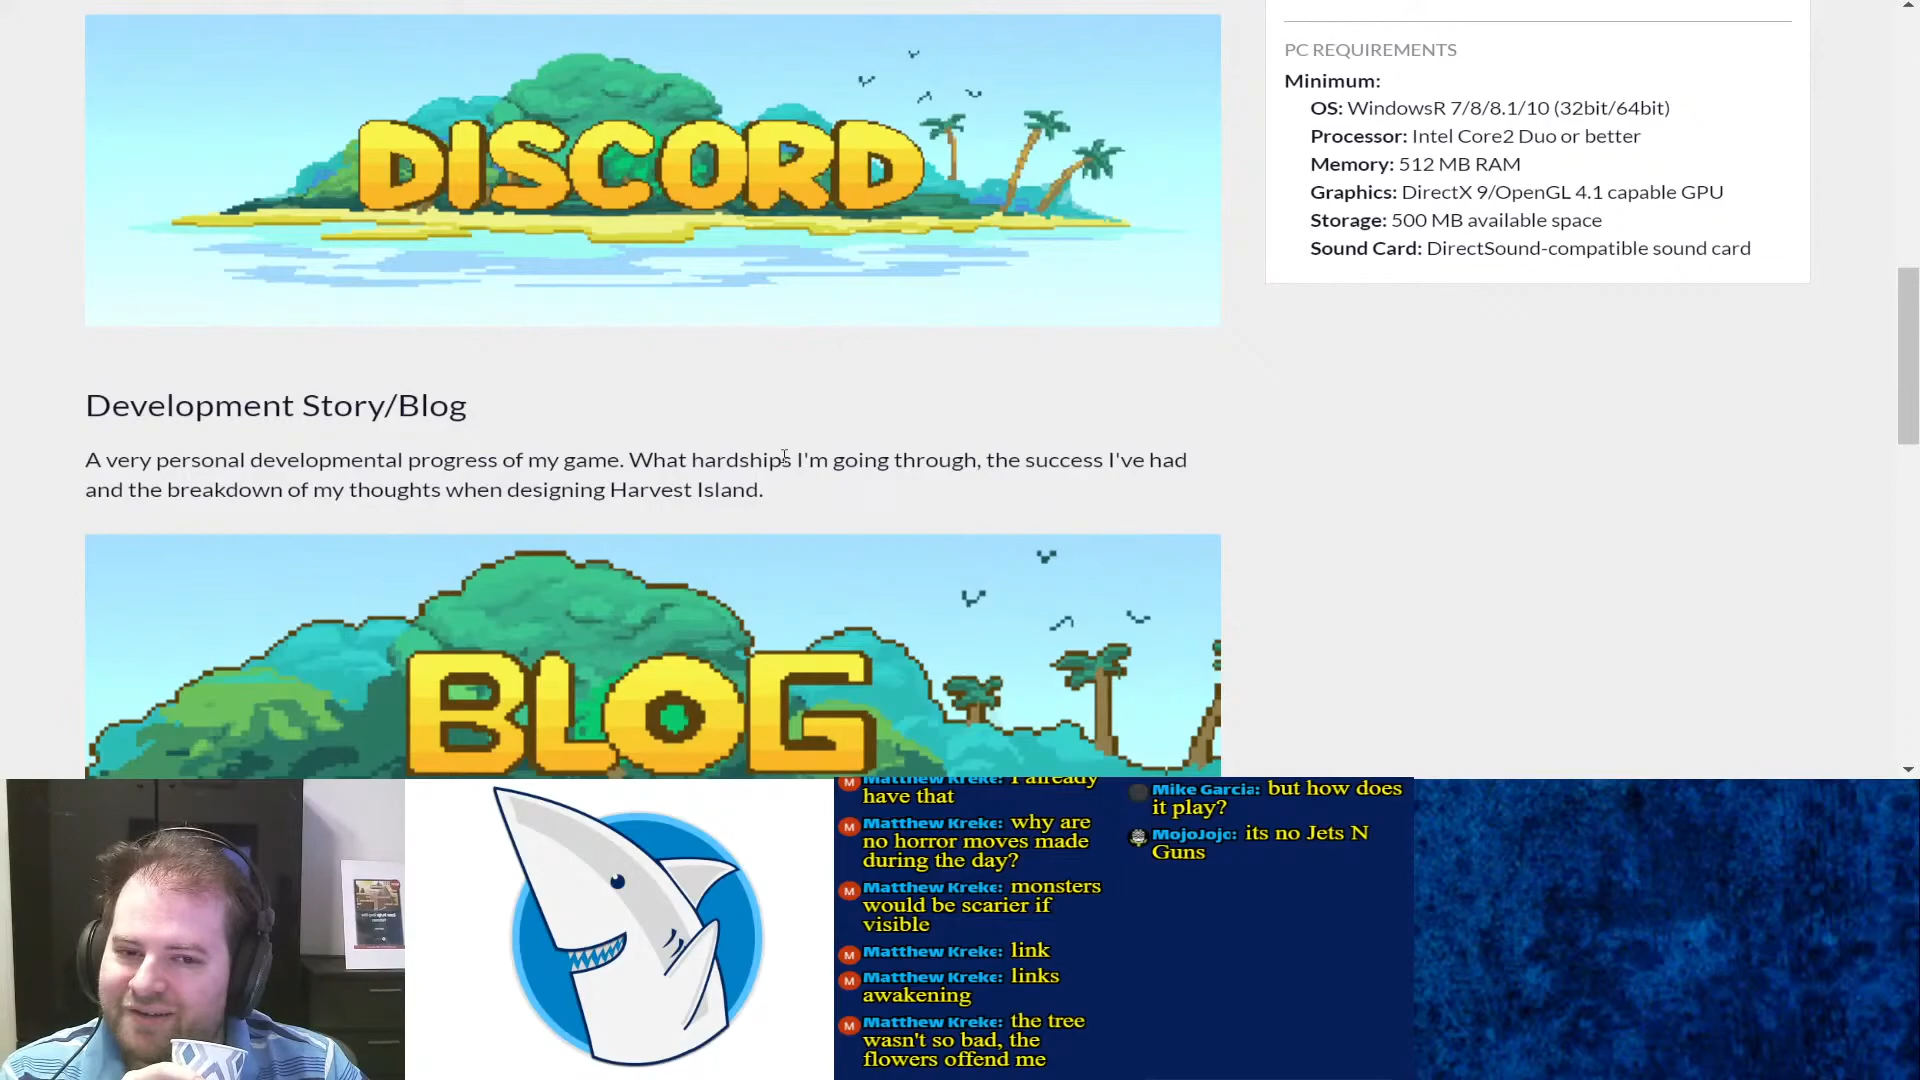 DISCORD
Development Story/Blog
A very personal developmental progress of my game. What hardships I'm going through, the success I've had
and the breakdown of my thoughts when designing Harvest Island.
BLOG
PC REQUIREMENTS
Minimum:
OS: WindowsR 7/8/8.1/10 (32bit/64bit)
Processor: Intel Core2 Duo or better
Memory: 512 MB RAM
Graphics: DirectX 9/OpenGL 4.1 capable GPU
Storage: 500 MB available space
Sound Card: DirectSound-compatible sound card
M Matthew Kreke: I already
have that
M Matthew Kreke: why are
no horror moves made
during the day?
M Matthew Kreke: monsters
would be scarier if
visible
M Matthew Kreke: link
M Matthew Kreke: links
awakening
M Matthew Kreke: the tree
wasn't so bad, the
flowers offend me
Mike Garcia: but how does
it play?
MojoJojo: its no Jets N
Guns